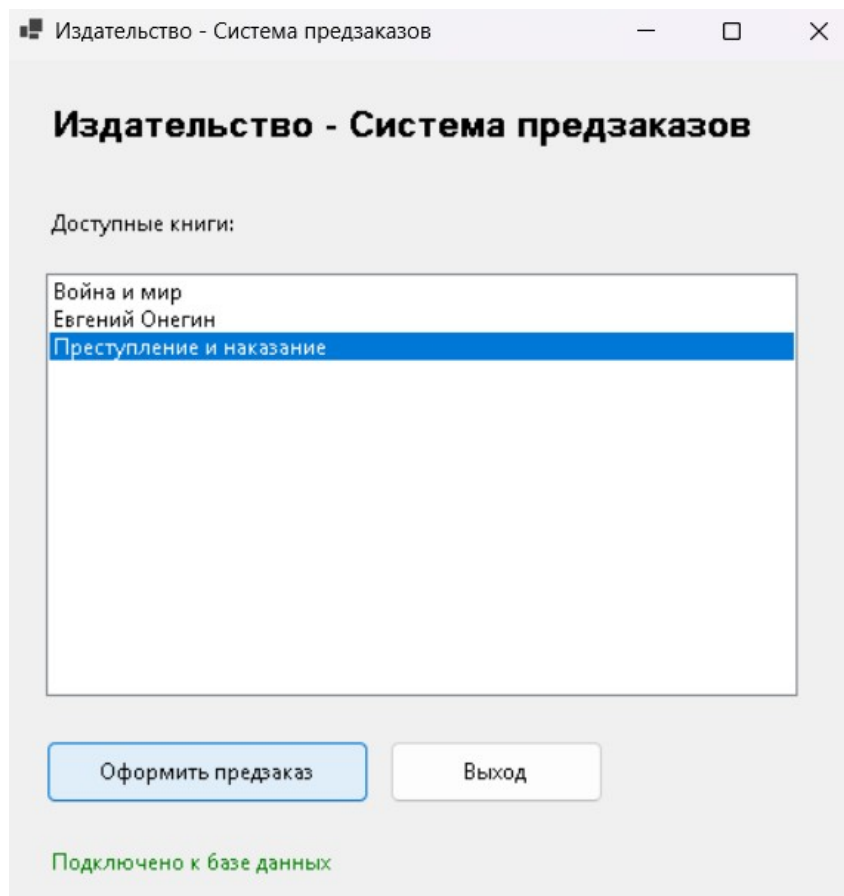 Издательство - Система предзаказов
Издательство - Система предзаказов
Доступные книги:
Война и мир
Евгений Онегин
Преступление и наказание
Оформить предзаказ
Выход
Подключено к базе данных